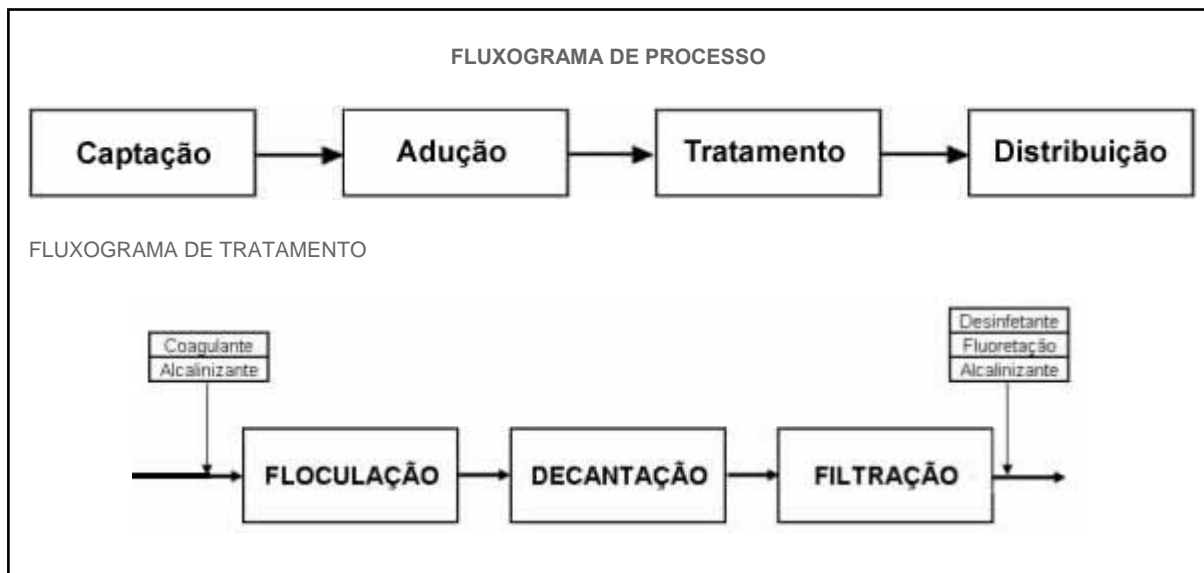 FLUXOGRAMA DE PROCESSO
Captação
Adução
Tratamento
Distribuição
FLUXOGRAMA DE TRATAMENTO
Coagulante
Alcalinizante
Desinfetante
Fluoretação
Alcalinizante
FLOCULAÇÃO
DECANTAÇÃO
FILTRAÇÃO